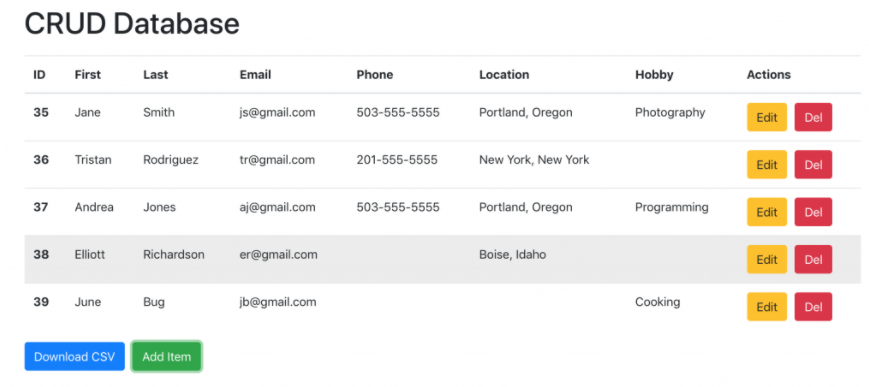 CRUD Database
ID First Last Email Phone Location Hobby Actions
35 Jane Smith js@gmail.com 503-555-5555 Portland, Oregon Photography Edit Del
36 Tristan Rodriguez tr@gmail.com 201-555-5555 New York, New York Edit Del
37 Andrea Jones aj@gmail.com 503-555-5555 Portland, Oregon Programming Edit Del
38 Elliott Richardson er@gmail.com Boise, Idaho Edit Del
39 June Bug jb@gmail.com Cooking Edit Del
Download CSV Add Item